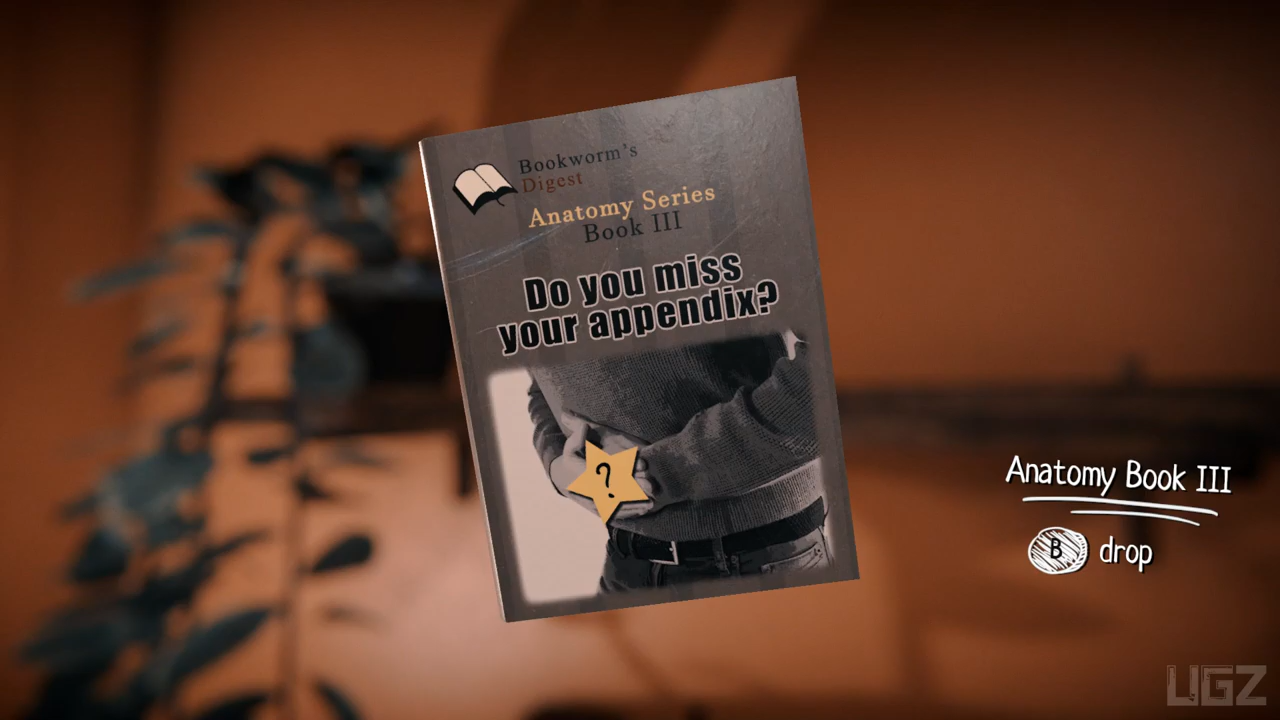 Bookworm's
Digest
Anatomy Series
Book III
Do you miss
your appendix?
?
Anatomy Book III
B drop
UGZ